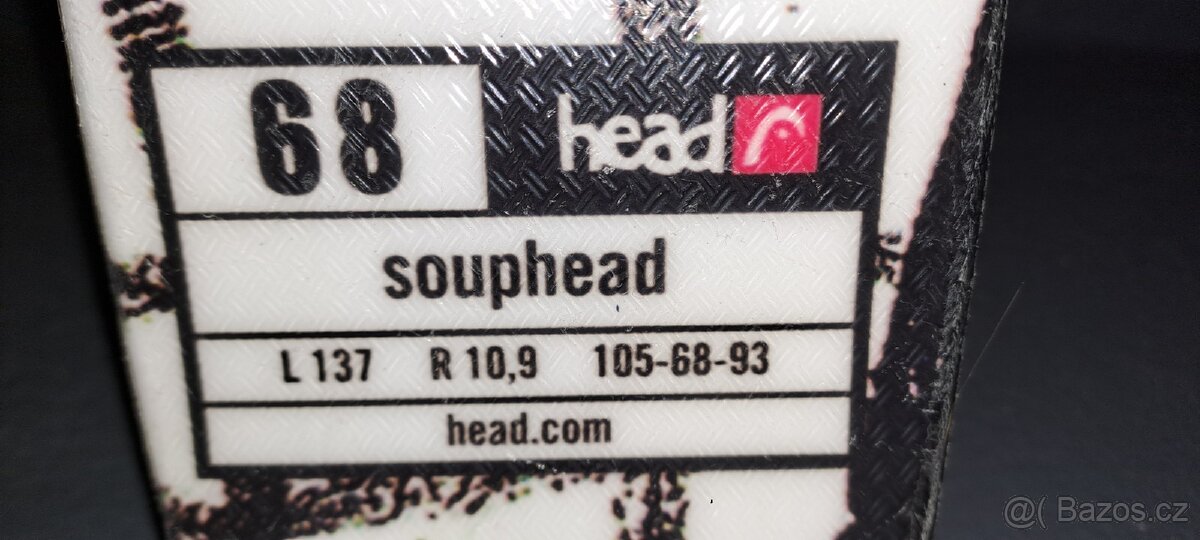 68 head
souphead
L 137 R 10,9 105-68-93
head.com
@( Bazos.cz